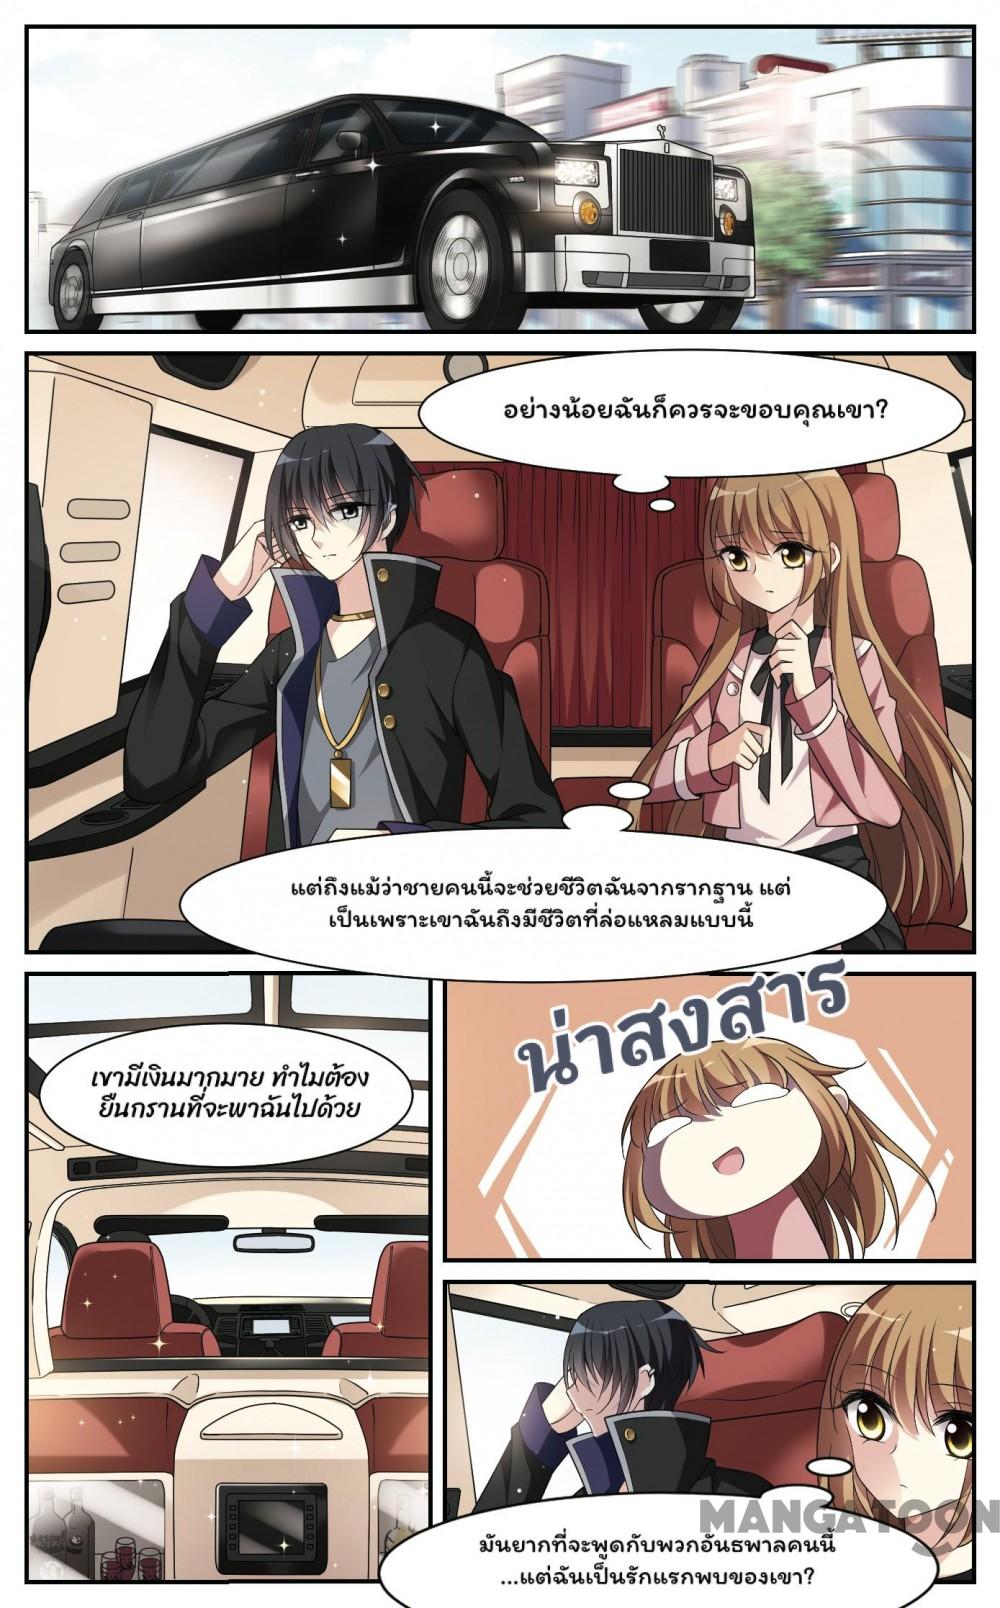 อย่างน้อยฉันก็ควรจะขอบคุณเขา?
แต่ถึงแม้ว่าชายคนนี้จะช่วยชีวิตฉันจากรากฐาน แต่
เป็นเพราะเขาฉันถึงมีชีวิตที่ล่อแหลมแบบนี้
เขามีเงินมากมาย ทำไมต้อง
ยืนกรานที่จะพาฉันไปด้วย
น่าสงสาร
มันยากที่จะพูดกับพวกอันธพาลคนนี้
...แต่ฉันเป็นรักแรกพบของเขา?
MANGATOON